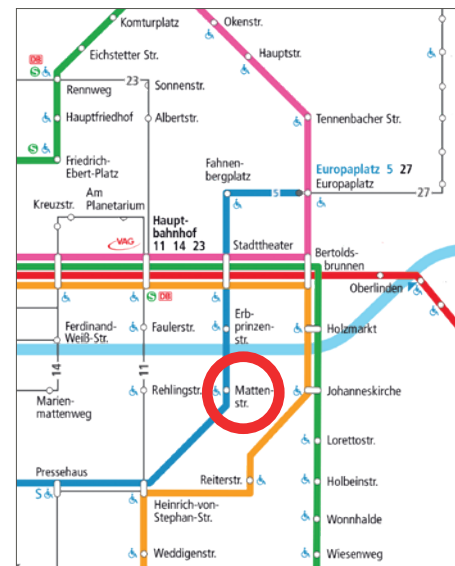 Komturplatz
Okenstr.
Eichstetter Str.
Hauptstr.
DB
S
23
Rennweg
Sonnenstr.
Hauptfriedhof
Albertstr.
Tennenbacher Str.
S
Friedrich-
Ebert-Platz
Fahnen-
bergplatz
Europaplatz 5 27
Europaplatz
5
27
Am
Planetarium
Kreuzstr.
Haupt-
bahnhof
11 14 23
VAG
Stadttheater
Bertolds-
brunnen
Oberlinden
S DB
Ferdinand-
Weiß-Str.
Faulerstr.
Erb-
prinzen-
str.
Holzmarkt
14
11
Marien-
mattenweg
Rehlingstr.
Matten-
str.
Johanneskirche
Lorettostr.
Pressehaus
S
Reiterstr.
Holbeinstr.
Heinrich-von-
Stephan-Str.
Wonnhalde
Weddigenstr.
Wiesenweg